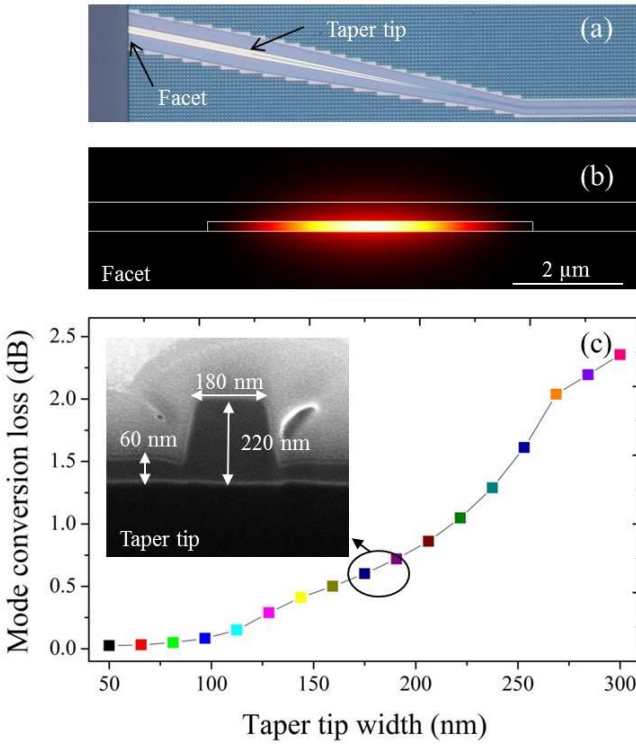 Taper tip
(a)
Facet
(b)
Facet
2 μm
(c)
Mode conversion loss (dB)
2.5
2.0
1.5
1.0
0.5
0.0
180 nm
60 nm
220 nm
Taper tip
50
100
150
200
250
300
Taper tip width (nm)